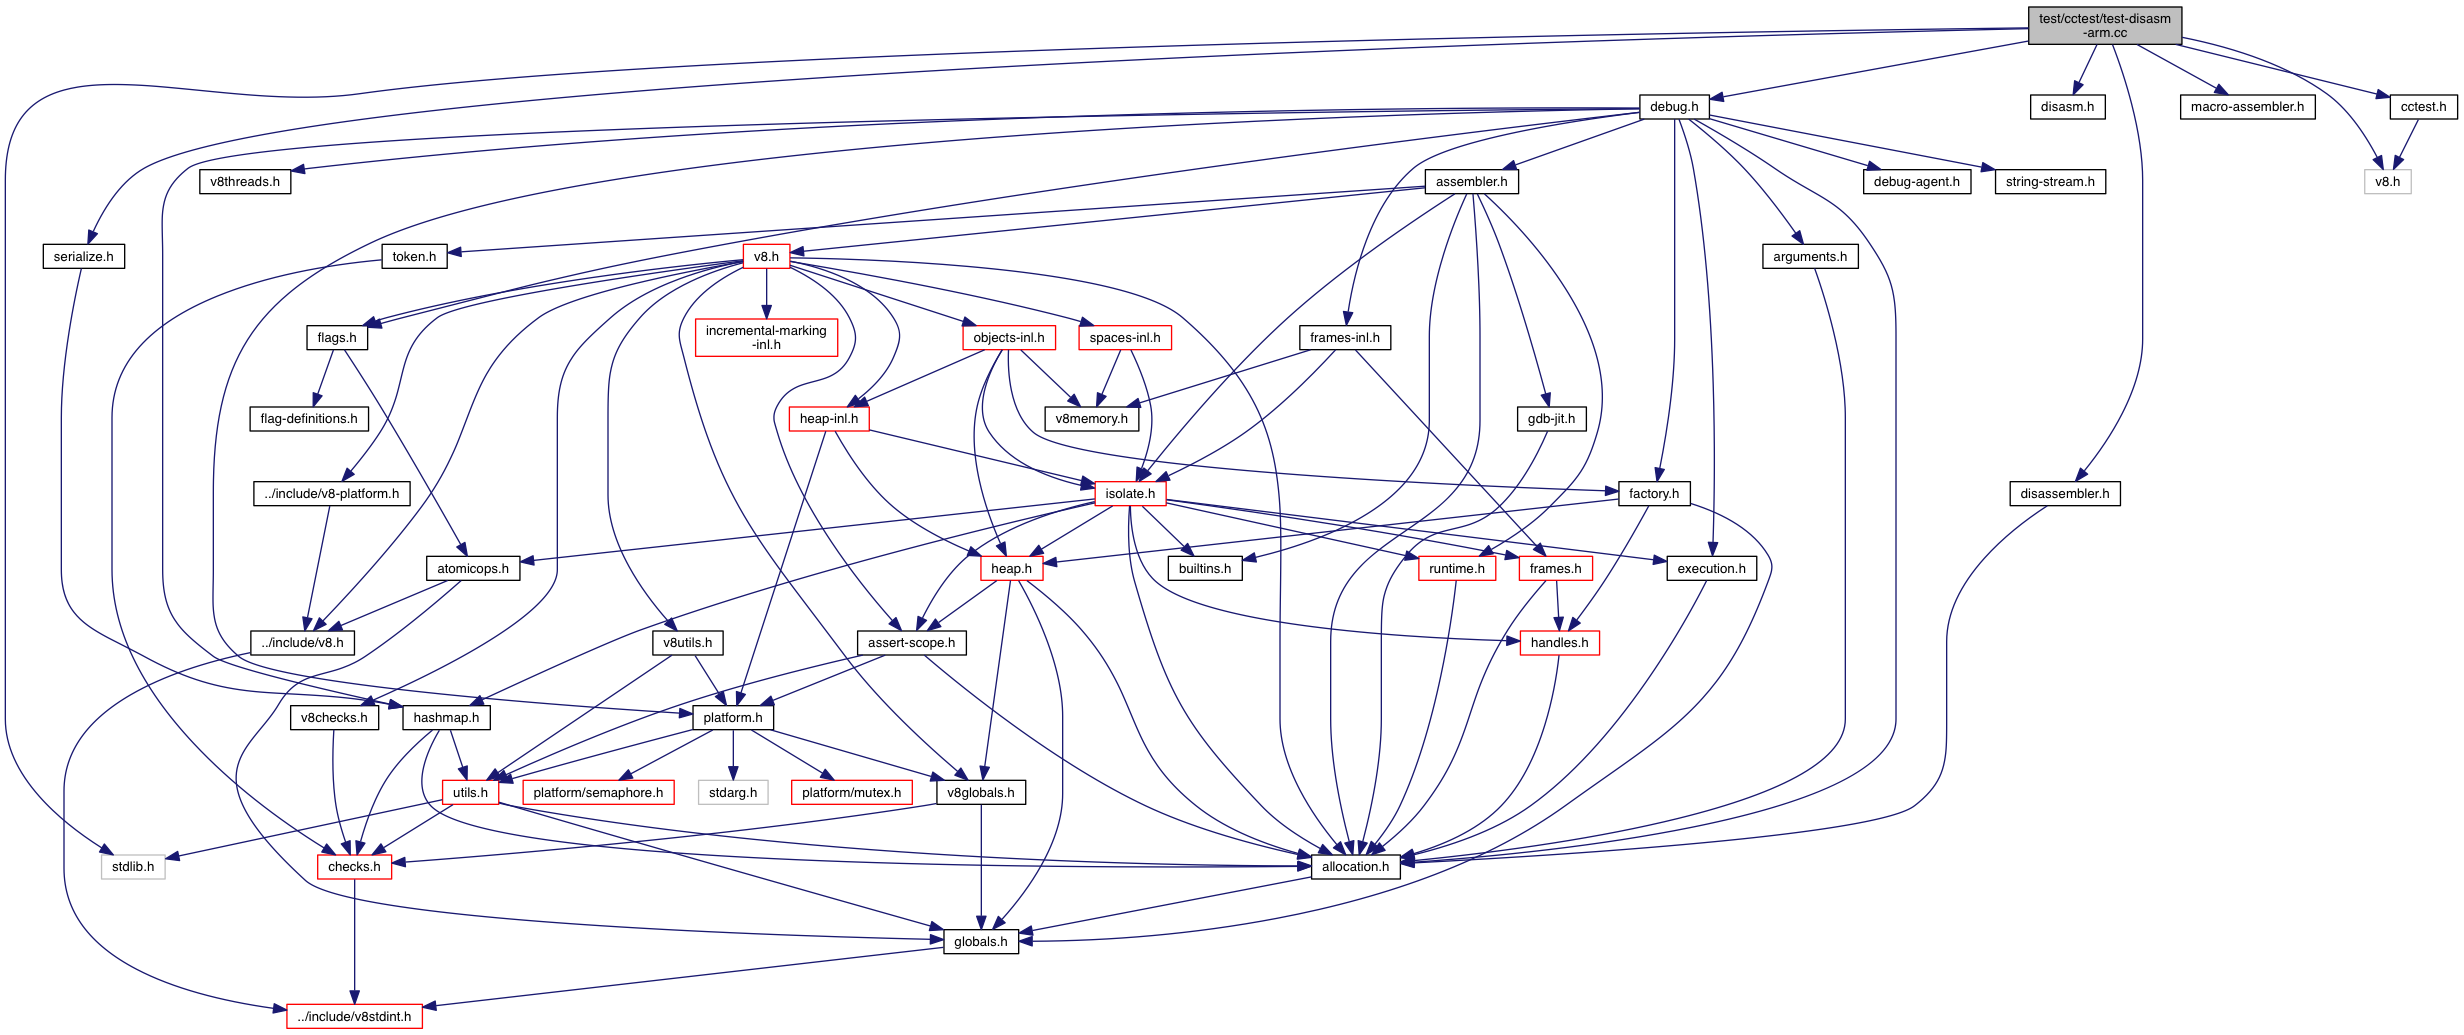 test/cctest/test-disasm
-arm.cc
debug.h
disasm.h
macro-assembler.h
cctest.h
v8threads.h
assembler.h
debug-agent.h
string-stream.h
v8.h
serialize.h
token.h
v8.h
arguments.h
flags.h
incremental-marking
-inl.h
objects-inl.h
spaces-inl.h
frames-inl.h
flag-definitions.h
heap-inl.h
v8memory.h
gdb-jit.h
../include/v8-platform.h
isolate.h
factory.h
disassembler.h
atomicops.h
heap.h
builtins.h
runtime.h
frames.h
execution.h
../include/v8.h
v8utils.h
assert-scope.h
handles.h
v8checks.h
hashmap.h
platform.h
utils.h
platform/semaphore.h
stdarg.h
platform/mutex.h
v8globals.h
stdlib.h
checks.h
allocation.h
globals.h
../include/v8stdint.h